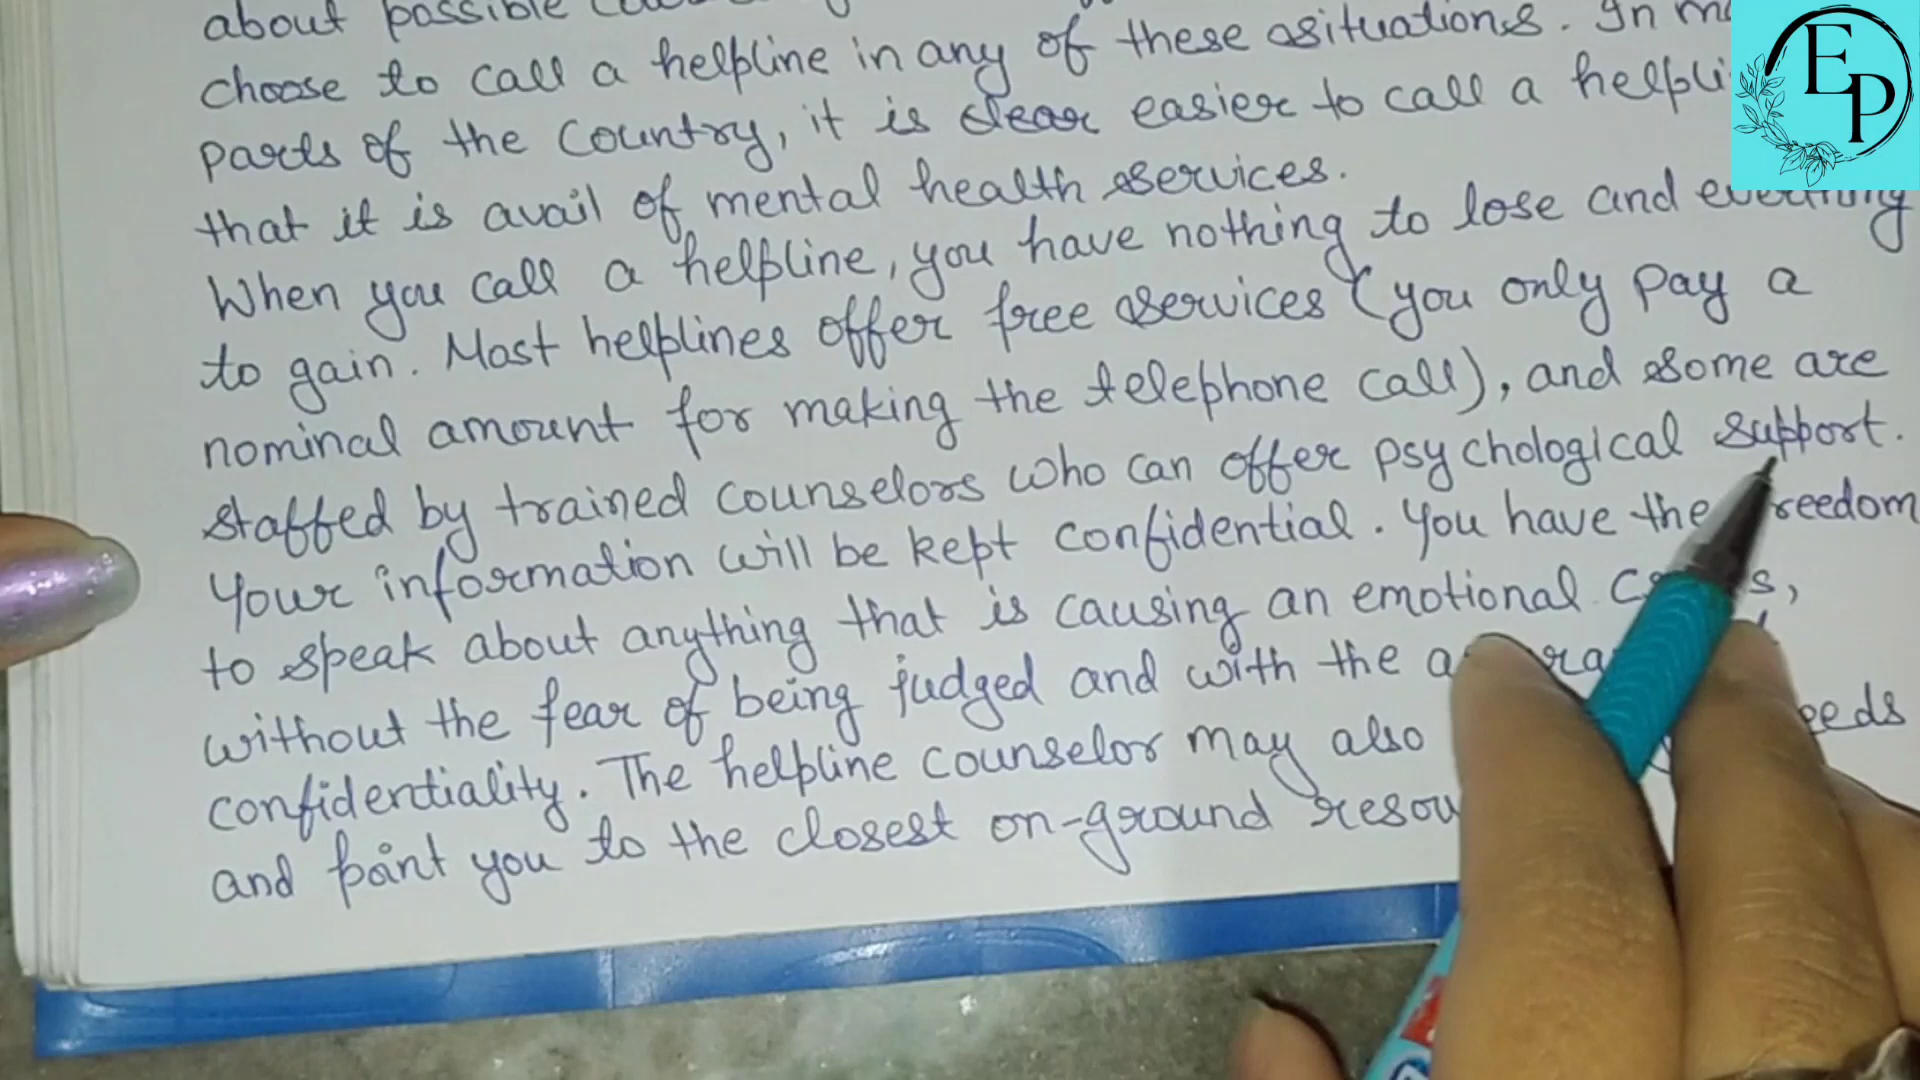 about possible
choose to call a helpline in any of these situations. In
parts of the country, it is clear easier to call a
that it is avail of mental health services.
When you call a helpline, you have nothing to lose and everthing
to gain. Most helplines offer free services (you only pay a
nominal amount for making the telephone call), and some are
staffed by trained counselors who can offer psychological support.
Your information will be kept confidential. You have the freedom
to speak about anything that is causing an emotional
without the fear of being judged and with the
confidentiality. The helpline counselor may also
and point you to the closest on-ground
EP